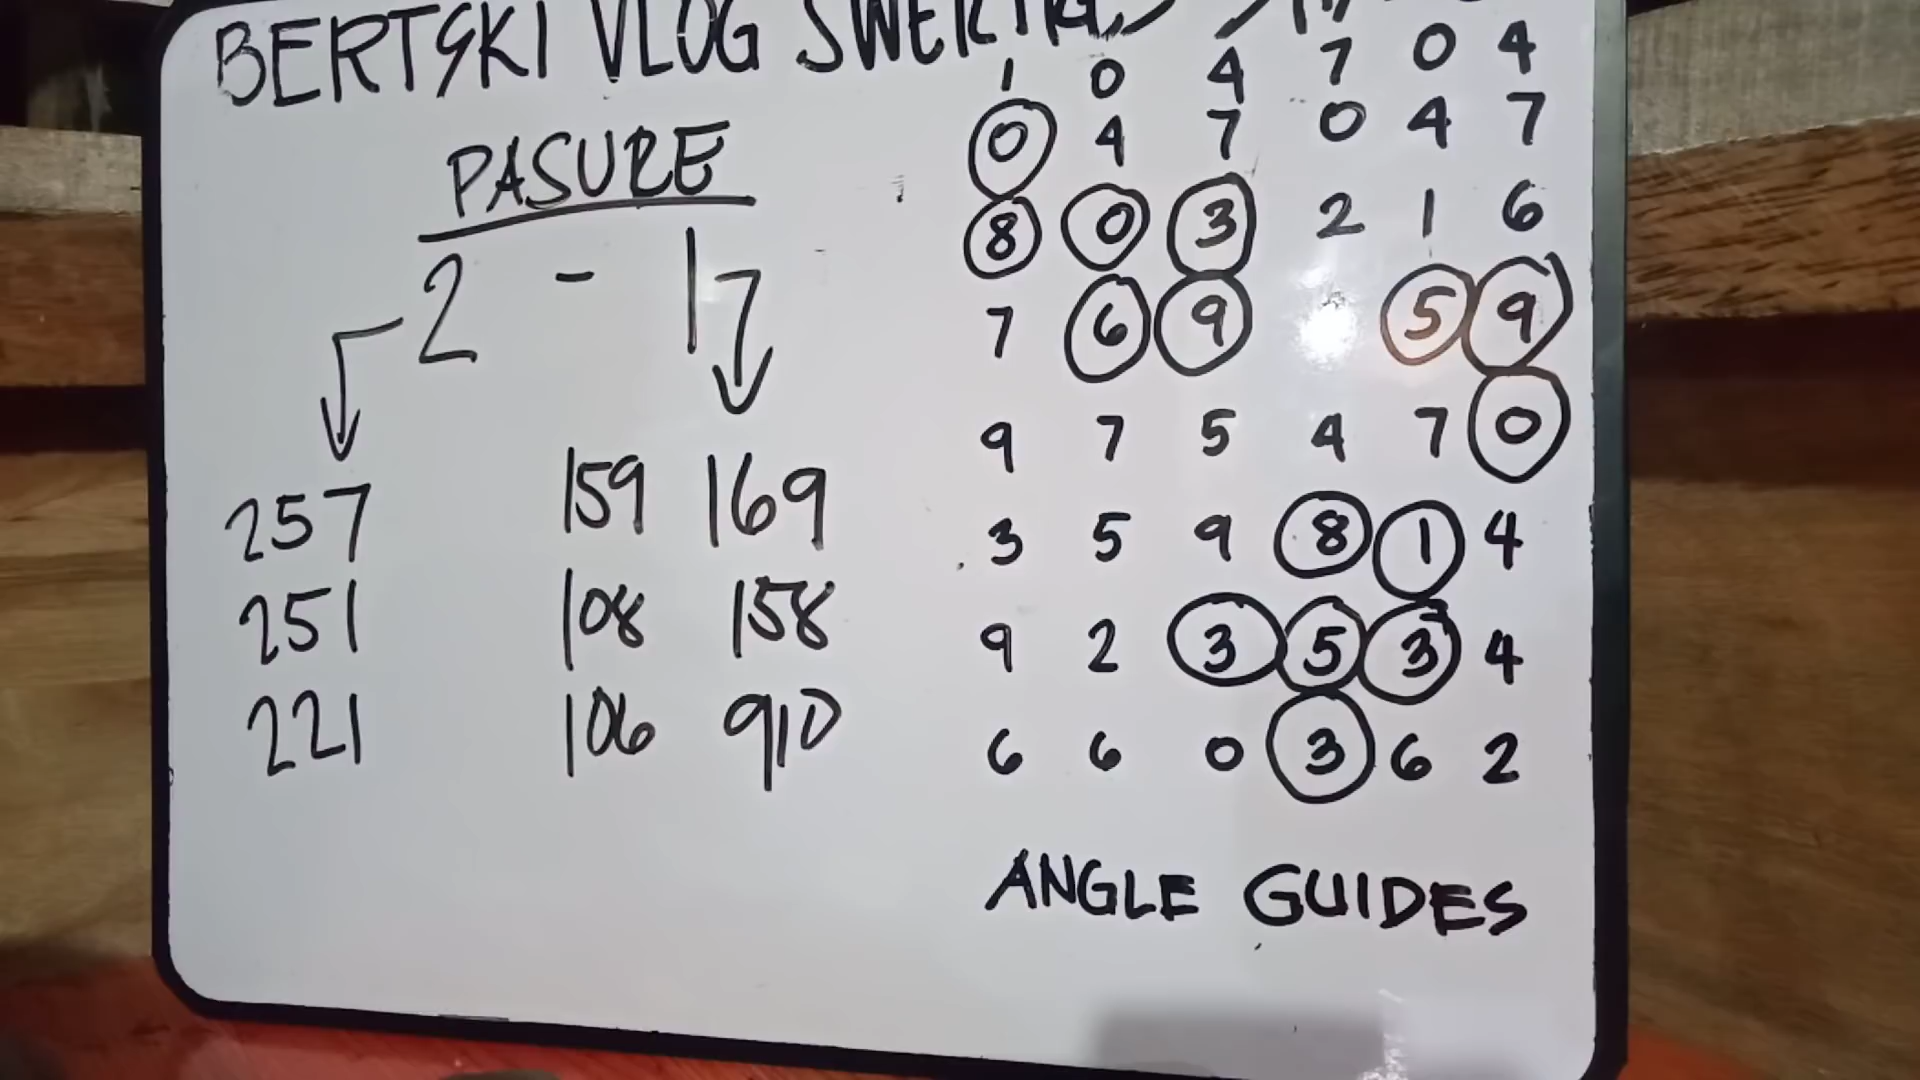 BERTSKI VLOG SWERTRES
PASURE
2 - 17
257 159 169
251 108 158
221 106 910
1 0 4 7 0 4
0 4 7 0 4 7
8 0 3 2 1 6
7 6 9 5 9
9 7 5 4 7 0
3 5 9 8 1 4
9 2 3 5 3 4
6 6 0 3 6 2
ANGLE GUIDES